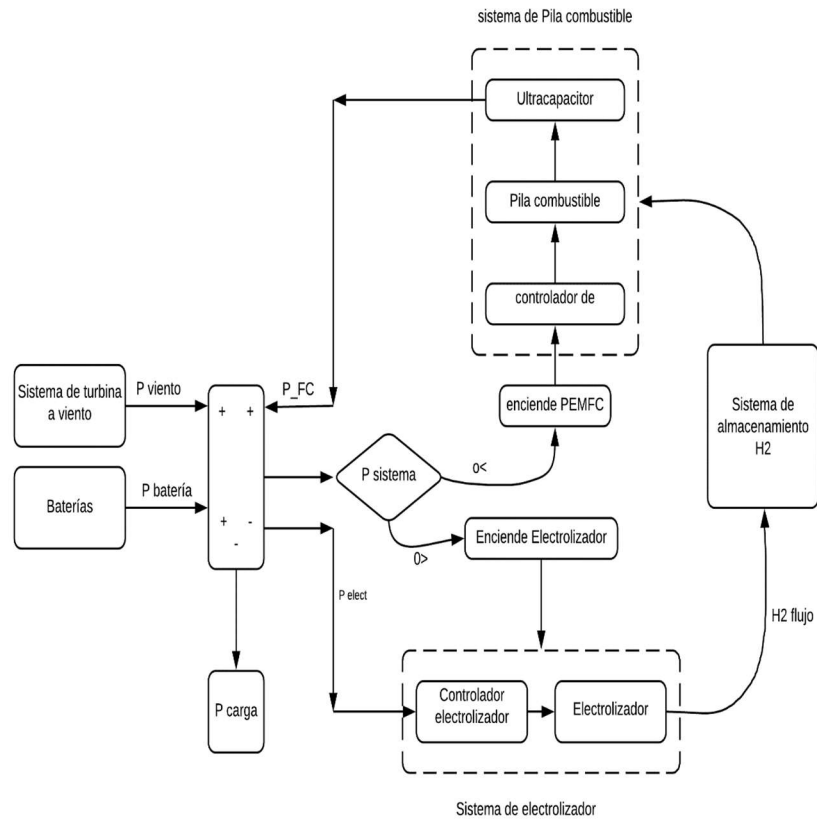 sistema de Pila combustible
Ultracapacitor
Pila combustible
controlador de
enciende PEMFC
Sistema de turbina
a viento
P viento
P_FC
+ +
Baterías
P batería
+ -
-
P sistema
o<
0>
Enciende Electrolizador
Sistema de
almacenamiento
H2
P elect
H2 flujo
P carga
Controlador
electrolizador
Electrolizador
Sistema de electrolizador